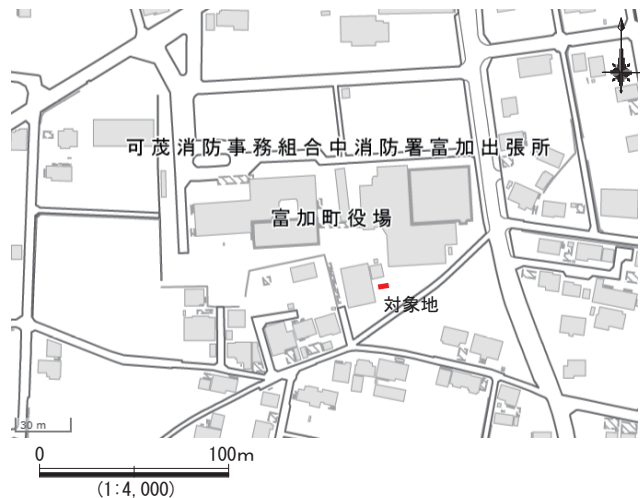 可茂消防事務組合中消防署富加出張所
富加町役場
対象地
30 m
0 100m
(1:4,000)